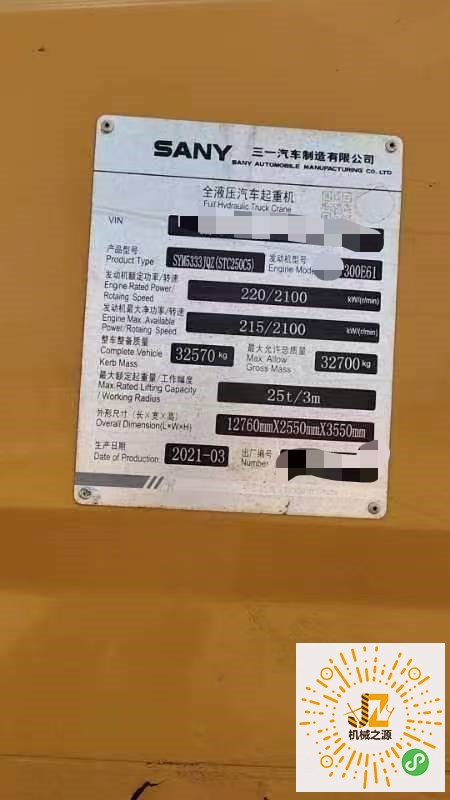 SANY 三一汽车制造有限公司
SANY AUTOMOBILE MANUFACTURING CO., LTD
全液压汽车起重机
Full Hydraulic Truck Crane
VIN
产品型号
Product Type
SYM5333JQZ(STC250C5)
发动机型号
Engine Mode
300E61
发动机额定功率/转速
Engine Rated Power/
Rotaing Speed
220/2100 kW/(r/min)
发动机最大净功率/转速
Engine Max. Available
Power/Rotaing Speed
215/2100 kW/(r/min)
整车整备质量
Complete Vehicle
Kerb Mass
32570 kg
最大允许总质量
Max. Allow
Gross Mass
32700 kg
最大额定起重量/工作幅度
Max. Rated Lifting Capacity
/ Working Radius
25t/3m
外形尺寸 (长×宽×高)
Overall Dimension(L×W×H)
12760mmX2550mmX3550mm
生产日期
Date of Production:
2021-03
出厂编号
Number
机械之源